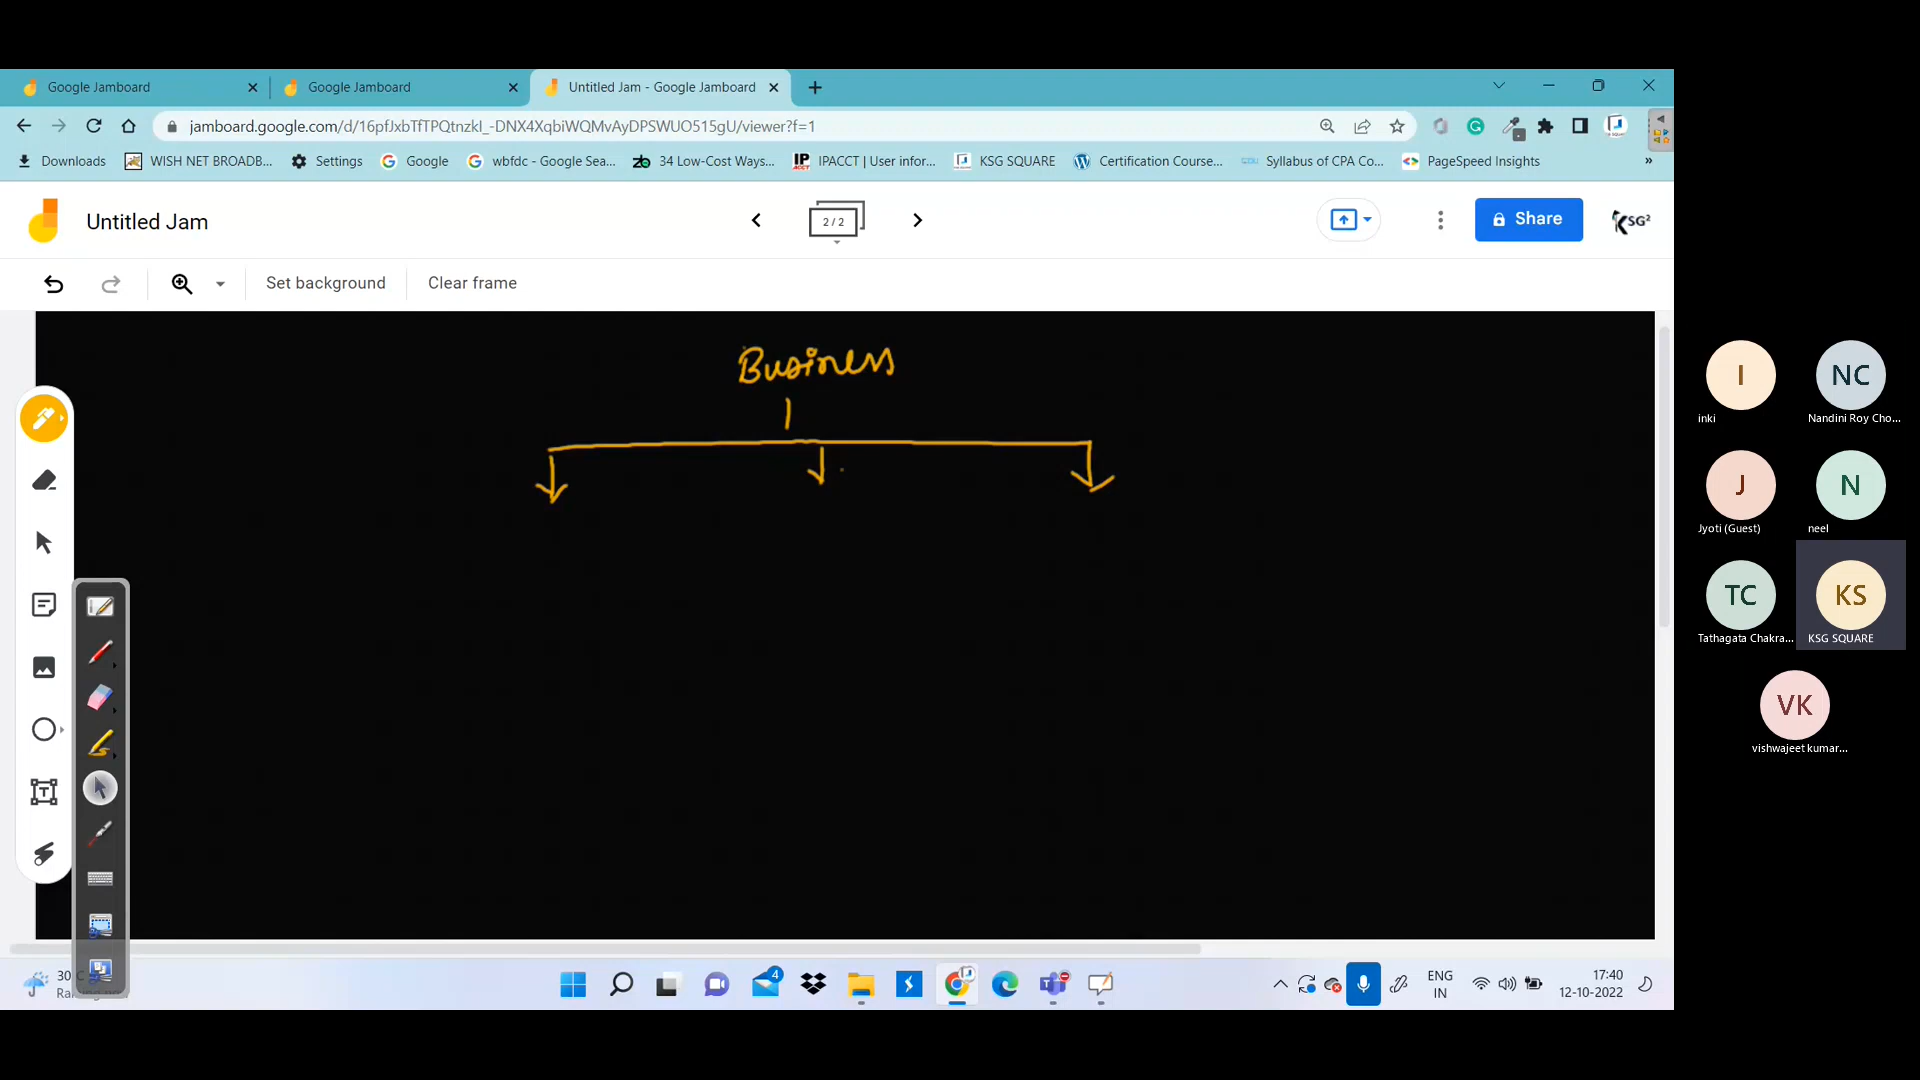 Google Jamboard
Google Jamboard
Untitled Jam - Google Jamboard
jamboard.google.com/d/16pfJxbTfTPQtnzkI_-DNX4XqbiWQMvAyDPSWUO515gU/viewer?f=1
Downloads WISH NET BROADB... Settings Google wbfdc - Google Sea... 34 Low-Cost Ways... IPACCT | User infor... KSG SQUARE Certification Course... Syllabus of CPA Co... PageSpeed Insights »
Untitled Jam
2 / 2
Share
KSG²
Set background
Clear frame
Business
I
inki
NC
Nandini Roy Cho...
J
Jyoti (Guest)
N
neel
TC
Tathagata Chakra...
KS
KSG SQUARE
VK
vishwajeet kumar...
4
ENG
IN
17:40
12-10-2022